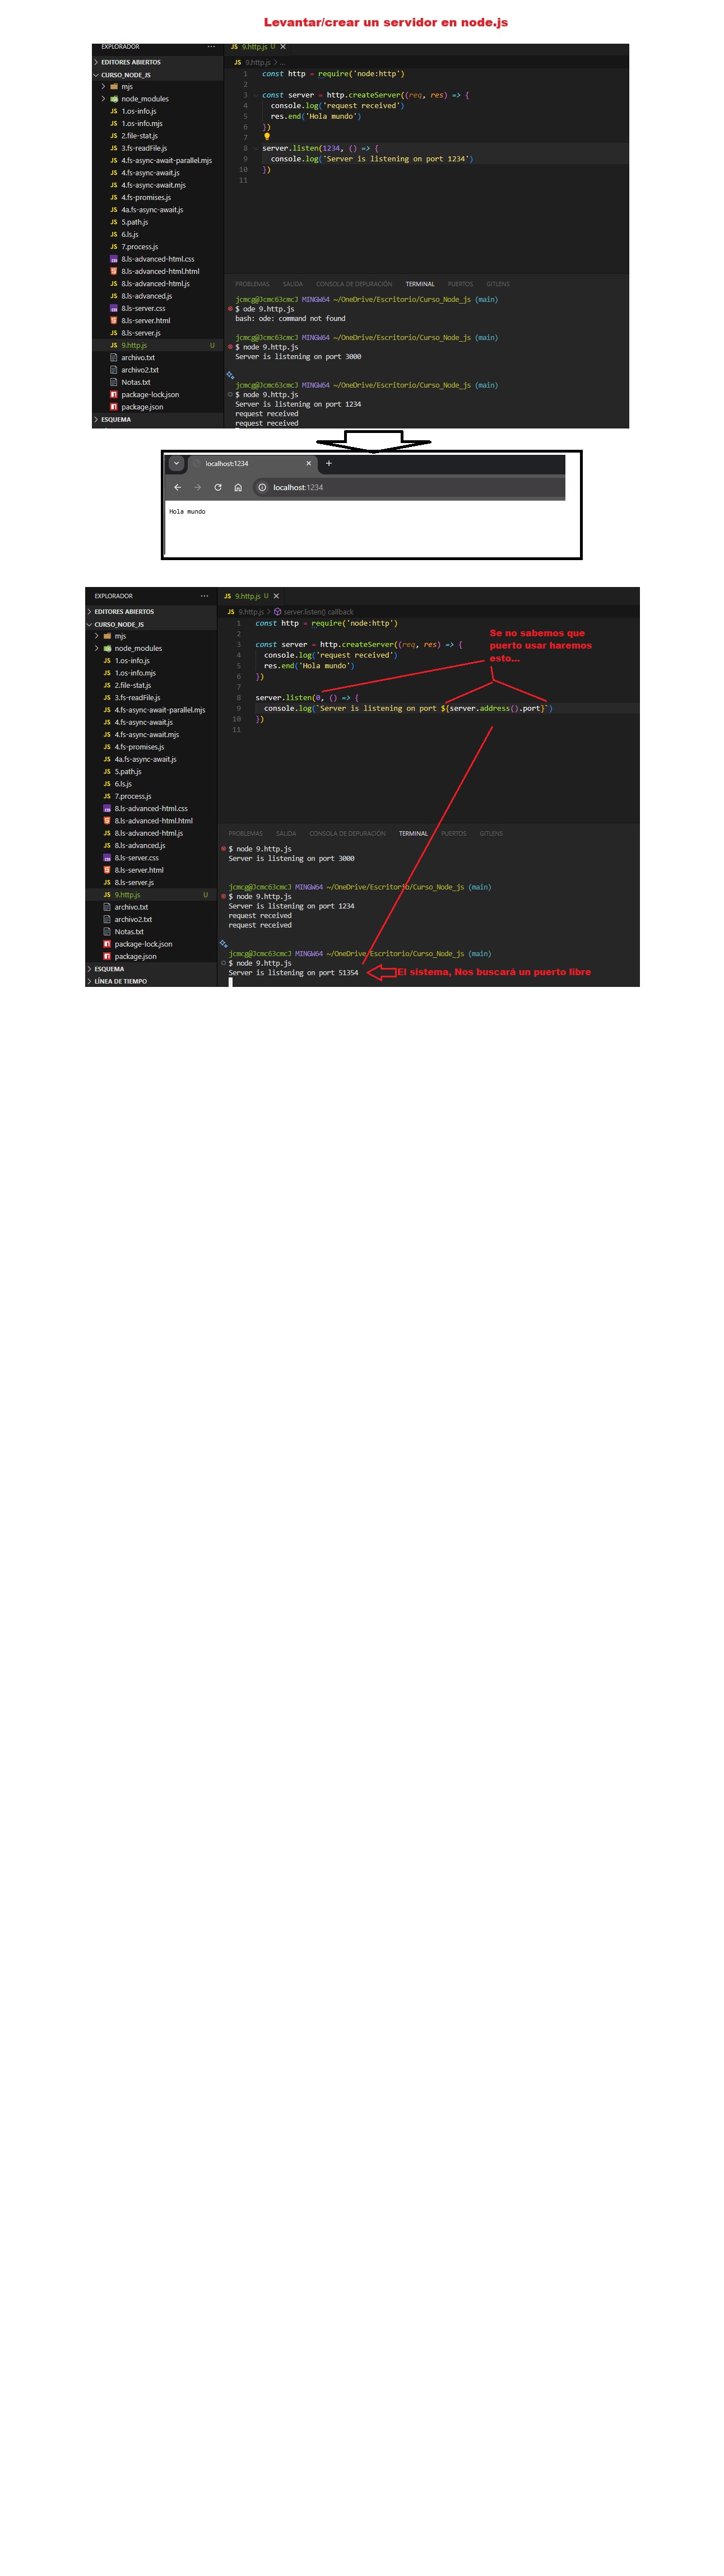 Levantar/crear un servidor en node.js
EXPLORADOR ···
EDITORES ABIERTOS
CURSO_NODE_JS
mjs
node_modules
JS 1.os-info.js
JS 1.os-info.mjs
JS 2.file-stat.js
JS 3.fs-readFile.js
JS 4.fs-async-await-parallel.mjs
JS 4.fs-async-await.js
JS 4.fs-async-await.mjs
JS 4.fs-promises.js
JS 4a.fs-async-await.js
JS 5.path.js
JS 6.ls.js
JS 7.process.js
8.ls-advanced-html.css
8.ls-advanced-html.html
JS 8.ls-advanced-html.js
JS 8.ls-advanced.js
8.ls-server.css
8.ls-server.html
JS 8.ls-server.js
JS 9.http.js U
archivo.txt
archivo2.txt
Notas.txt
package-lock.json
package.json
ESQUEMA
JS 9.http.js U ×
JS 9.http.js > ...
1 const http = require('node:http')
2
3 const server = http.createServer((req, res) => {
4 console.log('request received')
5 res.end('Hola mundo')
6 })
7
8 server.listen(1234, () => {
9 console.log('Server is listening on port 1234')
10 })
11
PROBLEMAS SALIDA CONSOLA DE DEPURACIÓN TERMINAL PUERTOS GITLENS
jcmcg@Jcmc63cmcJ MINGW64 ~/OneDrive/Escritorio/Curso_Node_js (main)
$ ode 9.http.js
bash: ode: command not found
jcmcg@Jcmc63cmcJ MINGW64 ~/OneDrive/Escritorio/Curso_Node_js (main)
$ node 9.http.js
Server is listening on port 3000
jcmcg@Jcmc63cmcJ MINGW64 ~/OneDrive/Escritorio/Curso_Node_js (main)
$ node 9.http.js
Server is listening on port 1234
request received
request received
localhost:1234 × +
localhost:1234
Hola mundo
EXPLORADOR ···
EDITORES ABIERTOS
CURSO_NODE_JS
mjs
node_modules
JS 1.os-info.js
JS 1.os-info.mjs
JS 2.file-stat.js
JS 3.fs-readFile.js
JS 4.fs-async-await-parallel.mjs
JS 4.fs-async-await.js
JS 4.fs-async-await.mjs
JS 4.fs-promises.js
JS 4a.fs-async-await.js
JS 5.path.js
JS 6.ls.js
JS 7.process.js
8.ls-advanced-html.css
8.ls-advanced-html.html
JS 8.ls-advanced-html.js
JS 8.ls-advanced.js
8.ls-server.css
8.ls-server.html
JS 8.ls-server.js
JS 9.http.js U
archivo.txt
archivo2.txt
Notas.txt
package-lock.json
package.json
ESQUEMA
LÍNEA DE TIEMPO
JS 9.http.js U ×
JS 9.http.js > server.listen() callback
1 const http = require('node:http')
2
3 const server = http.createServer((req, res) => {
4 console.log('request received')
5 res.end('Hola mundo')
6 })
7
8 server.listen(0, () => {
9 console.log(`Server is listening on port ${server.address().port}`)
10 })
11
Se no sabemos que
puerto usar haremos
esto...
PROBLEMAS SALIDA CONSOLA DE DEPURACIÓN TERMINAL PUERTOS GITLENS
$ node 9.http.js
Server is listening on port 3000
jcmcg@Jcmc63cmcJ MINGW64 ~/OneDrive/Escritorio/Curso_Node_js (main)
$ node 9.http.js
Server is listening on port 1234
request received
request received
jcmcg@Jcmc63cmcJ MINGW64 ~/OneDrive/Escritorio/Curso_Node_js (main)
$ node 9.http.js
Server is listening on port 51354
El sistema, Nos buscará un puerto libre